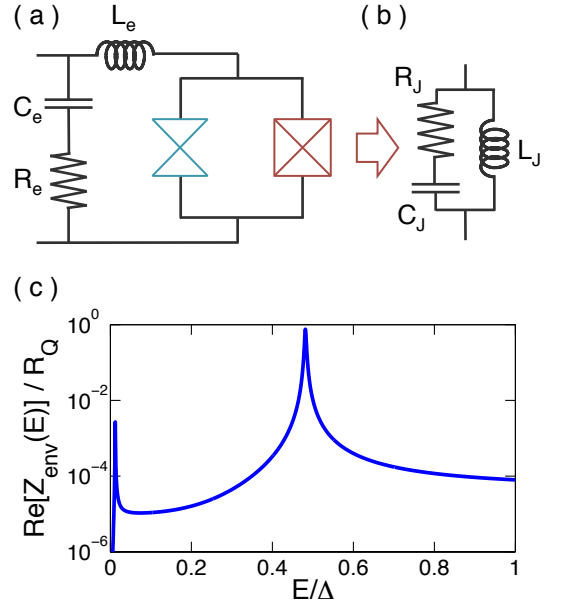 ( a )
( b )
L_e
C_e
R_e
R_J
L_J
C_J
( c )
Re[Z_env(E)] / R_Q
10^0
10^-2
10^-4
10^-6
0 0.2 0.4 0.6 0.8 1
E/Δ